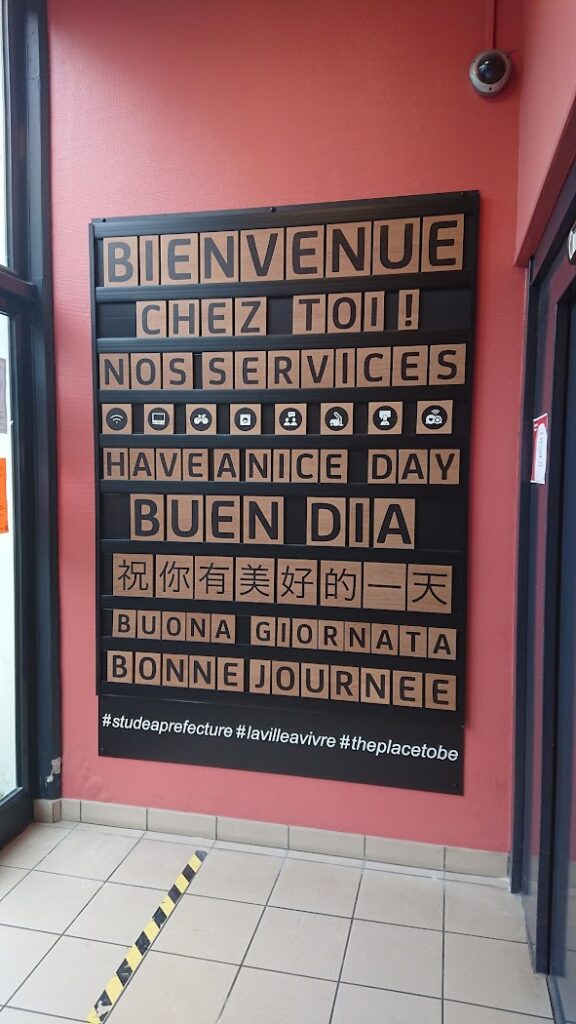 BIENVENUE
CHEZ TOI !
NOS SERVICES
HAVE A NICE DAY
BUEN DIA
祝你有美好的一天
BUONA GIORNATA
BONNE JOURNEE
#studeaprefecture #lavilleavivre #theplacetobe